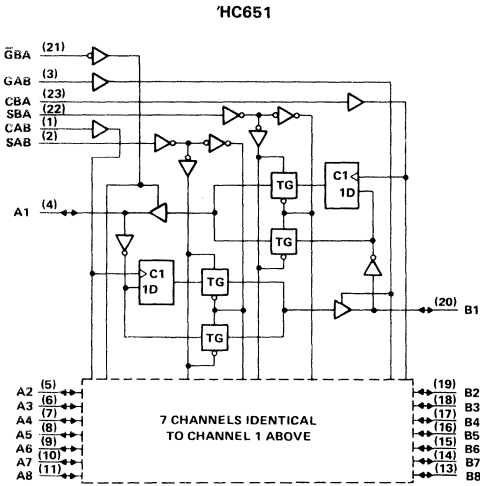 'HC651
G̅BA (21)
GAB (3)
CBA (23)
SBA (22)
CAB (1)
SAB (2)
TG
C1
1D
A1 (4)
TG
C1
1D
TG
(20) B1
TG
A2 (5)
A3 (6)
A4 (7)
A5 (8)
A6 (9)
A7 (10)
A8 (11)
7 CHANNELS IDENTICAL
TO CHANNEL 1 ABOVE
(19) B2
(18) B3
(17) B4
(16) B5
(15) B6
(14) B7
(13) B8